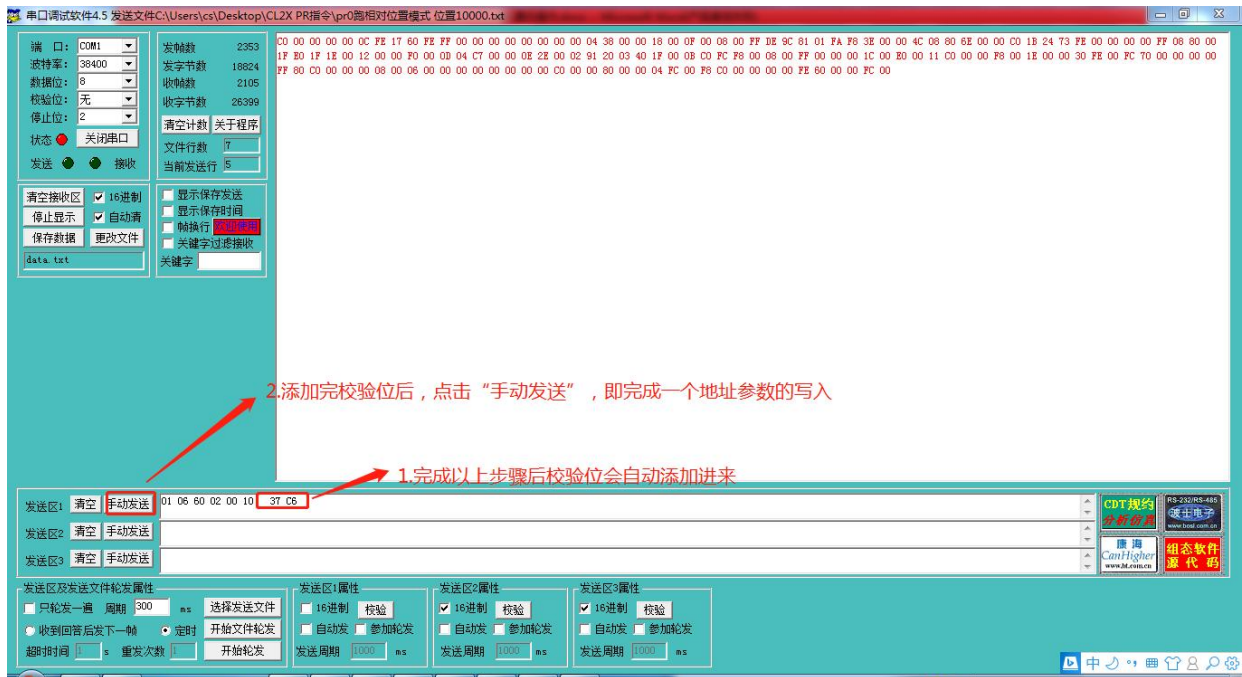 串口调试软件4.5 发送文件C:\Users\cs\Desktop\CL2X PR指令\pr0跑相对位置模式 位置10000.txt
端 口: COM1
波特率: 38400
数据位: 8
校验位: 无
停止位: 2
状态 关闭串口
发送 接收
发帧数 2353
发字节数 18824
收帧数 2105
收字节数 26399
清空计数 关于程序
文件行数 7
当前发送行 5
清空接收区 16进制
停止显示 自动清
保存数据 更改文件
data.txt
显示保存发送
显示保存时间
帧换行 欢迎使用
关键字过滤接收
关键字
C0 00 00 00 00 0C FE 17 60 FE FF 00 00 00 00 00 00 00 00 04 38 00 00 18 00 0F 00 08 00 FF DE 9C 81 01 FA F8 3E 00 00 4C 08 80 6E 00 00 C0 1B 24 73 FE 00 00 00 00 FF 08 80 00
1F E0 1F 1E 00 12 00 00 F0 00 0D 04 C7 00 00 0E 2E 00 02 91 20 03 40 1F 00 0B C0 FC F8 00 08 00 FF 00 00 00 1C 00 E0 00 11 C0 00 00 F8 00 1E 00 00 30 FE 00 FC 70 00 00 00 00
FF 80 C0 00 00 00 08 00 06 00 00 00 00 00 00 00 00 C0 00 00 80 00 00 04 FC 00 F8 C0 00 00 00 00 FE 60 00 00 FC 00
2.添加完校验位后，点击“手动发送”，即完成一个地址参数的写入
1.完成以上步骤后校验位会自动添加进来
发送区1 清空 手动发送 01 06 60 02 00 10 37 C6
发送区2 清空 手动发送
发送区3 清空 手动发送
CDT规约
分析仿真
RS-232/RS-485
波士电子
www.bosi.com.cn
康海
CanHigher
www.ht.com.cn
组态软件
源代码
发送区及发送文件轮发属性
只轮发一遍 周期 300 ms 选择发送文件
收到回答后发下一帧 定时 开始文件轮发
超时时间 1 s 重发次数 1 开始轮发
发送区1属性
16进制 校验
自动发 参加轮发
发送周期 1000 ms
发送区2属性
16进制 校验
自动发 参加轮发
发送周期 1000 ms
发送区3属性
16进制 校验
自动发 参加轮发
发送周期 1000 ms
中